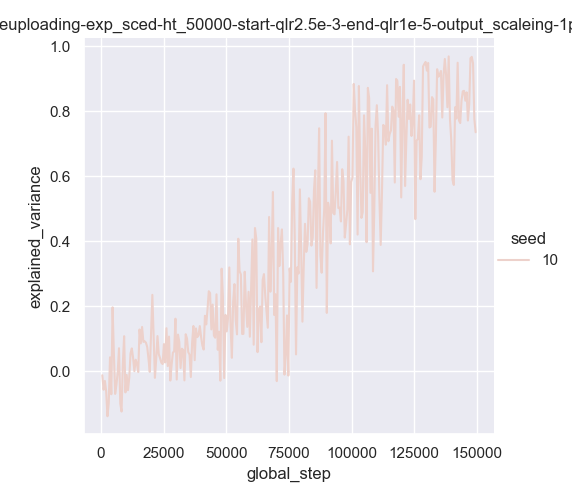 euploading-exp_sced-ht_50000-start-qlr2.5e-3-end-qlr1e-5-output_scaleing-1p
1.0
0.8
0.6
0.4
0.2
0.0
explained_variance
0 25000 50000 75000 100000 125000 150000
global_step
seed
10